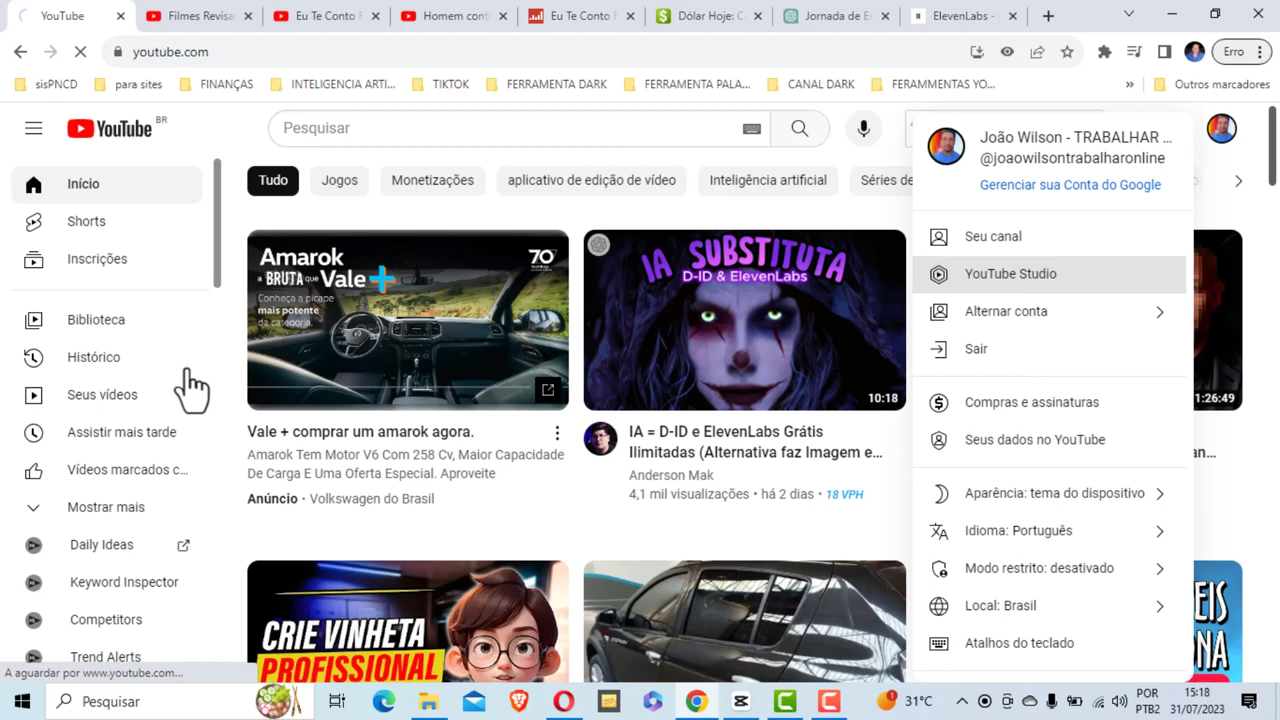 YouTube
Filmes Revisa
Eu Te Conto F
Homem cont
Eu Te Conto F
Dólar Hoje: C
Jornada de Es
ElevenLabs -
youtube.com
Erro
sisPNCD
para sites
FINANÇAS
INTELIGENCIA ARTI...
TIKTOK
FERRAMENTA DARK
FERRAMENTA PALA...
CANAL DARK
FERAMMENTAS YO...
»
Outros marcadores
YouTube BR
Pesquisar
Tudo
Jogos
Monetizações
aplicativo de edição de vídeo
Inteligência artificial
Séries de
Início
Shorts
Inscrições
Biblioteca
Histórico
Seus vídeos
Assistir mais tarde
Vídeos marcados c...
Mostrar mais
Daily Ideas
Keyword Inspector
Competitors
Trend Alerts
A aguardar por www.youtube.com...
Amarok
a BRUTA que Vale+
Conheça a picape
mais potente
da categoria.
70
Vale + comprar um amarok agora.
Amarok Tem Motor V6 Com 258 Cv, Maior Capacidade
De Carga E Uma Oferta Especial. Aproveite
Anúncio • Volkswagen do Brasil
IA SUBSTITUTA
D-ID & ElevenLabs
10:18
IA = D-ID e ElevenLabs Grátis
Ilimitadas (Alternativa faz Imagem e...
Anderson Mak
4,1 mil visualizações • há 2 dias • 18 VPH
1:26:49
an...
CRIE VINHETA
PROFISSIONAL
EIS
ONA
João Wilson - TRABALHAR ...
@joaowilsontrabalharonline
Gerenciar sua Conta do Google
Seu canal
YouTube Studio
Alternar conta
Sair
Compras e assinaturas
Seus dados no YouTube
Aparência: tema do dispositivo
Idioma: Português
Modo restrito: desativado
Local: Brasil
Atalhos do teclado
Pesquisar
31°C
POR
PTB2
15:18
31/07/2023